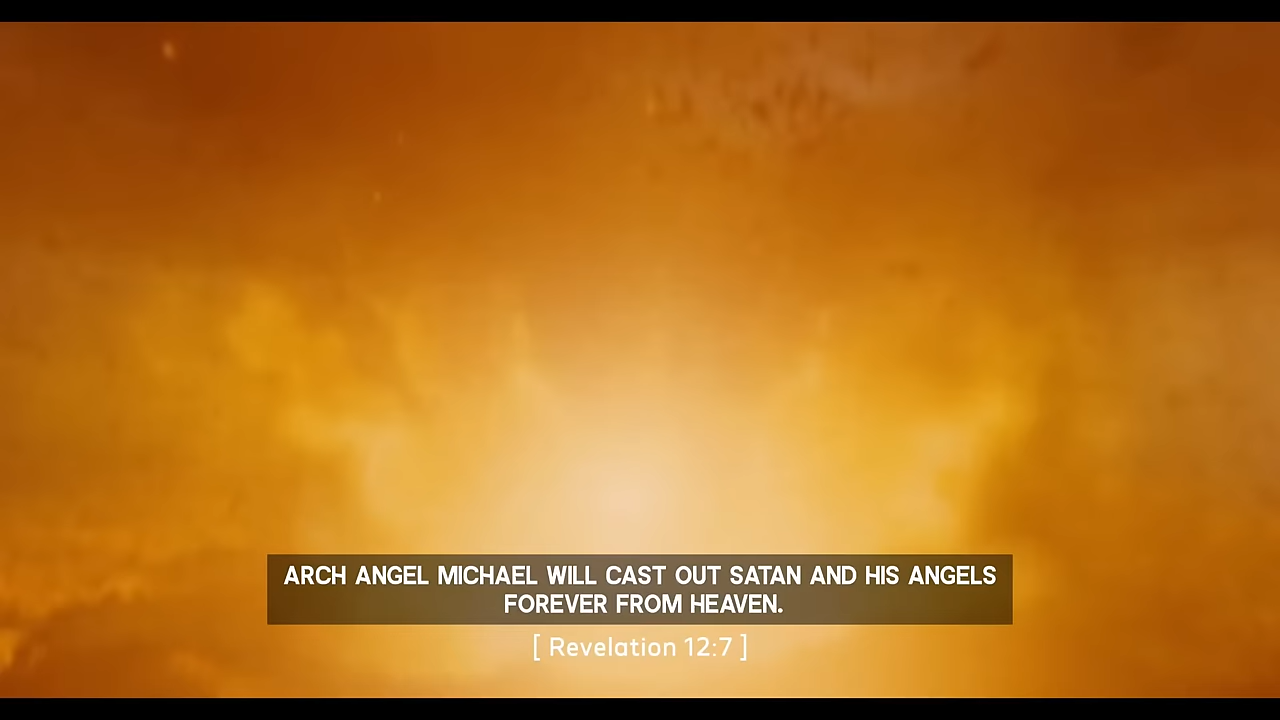 ARCH ANGEL MICHAEL WILL CAST OUT SATAN AND HIS ANGELS
FOREVER FROM HEAVEN.
[ Revelation 12:7 ]